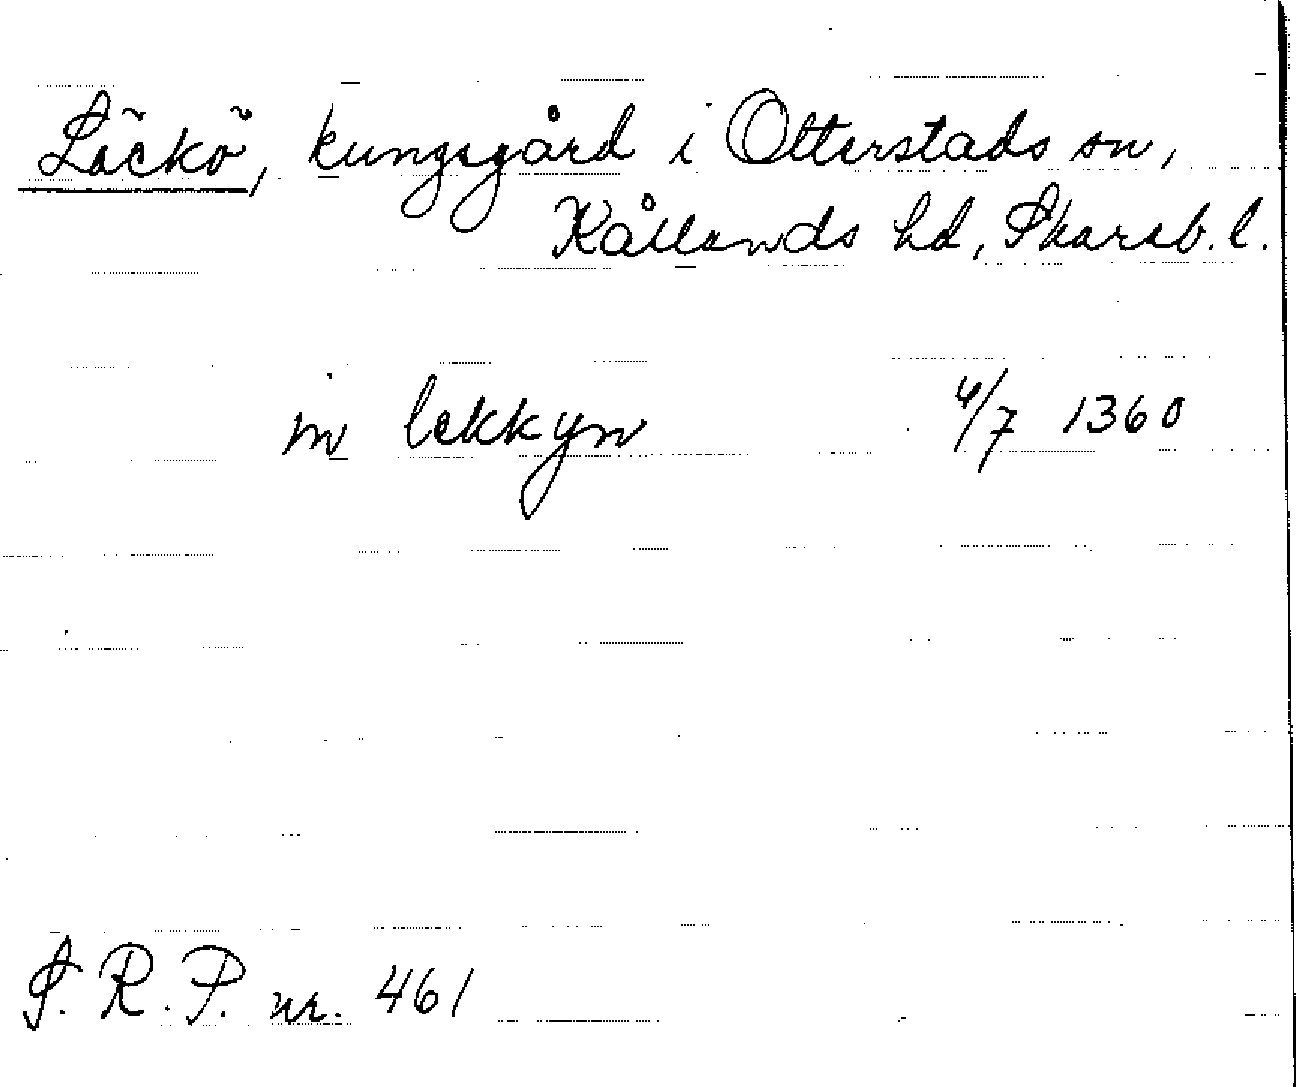 Läckö, kungsgård i Otterstads sn,
Kållands hd, Skarab. l.
in lekkyn 4/7 1360
S. R. P. nr. 461